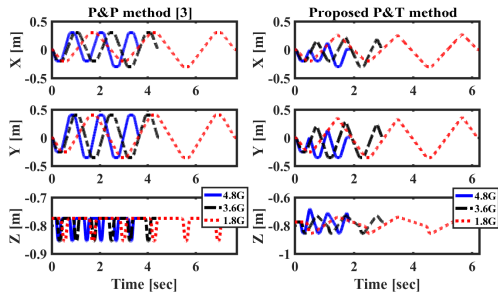 P&P method [3]
Proposed P&T method
X [m]
0.5
0
-0.5
0 2 4 6
X [m]
0.5
0
-0.5
0 2 4 6
Y [m]
0.5
0
-0.5
0 2 4 6
Y [m]
0.5
0
-0.5
0 2 4 6
Z [m]
-0.7
-0.8
-0.9
0 2 4 6
4.8G
3.6G
1.8G
Time [sec]
Z [m]
-0.6
-0.8
-1
0 2 4 6
4.8G
3.6G
1.8G
Time [sec]